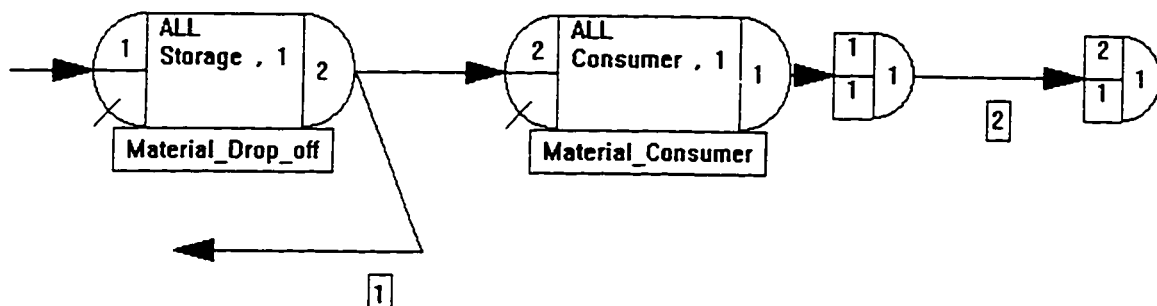 1
ALL
Storage , 1
2
Material_Drop_off
2
ALL
Consumer , 1
1
Material_Consumer
1
1
1
2
2
1
1
1